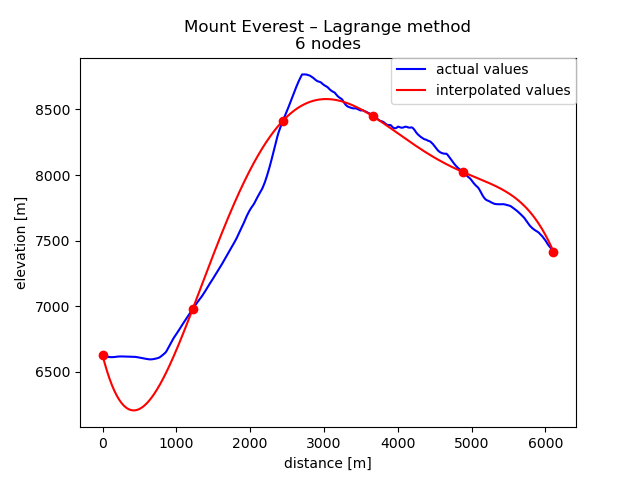 Mount Everest – Lagrange method
6 nodes
actual values
interpolated values
elevation [m]
8500
8000
7500
7000
6500
0 1000 2000 3000 4000 5000 6000
distance [m]